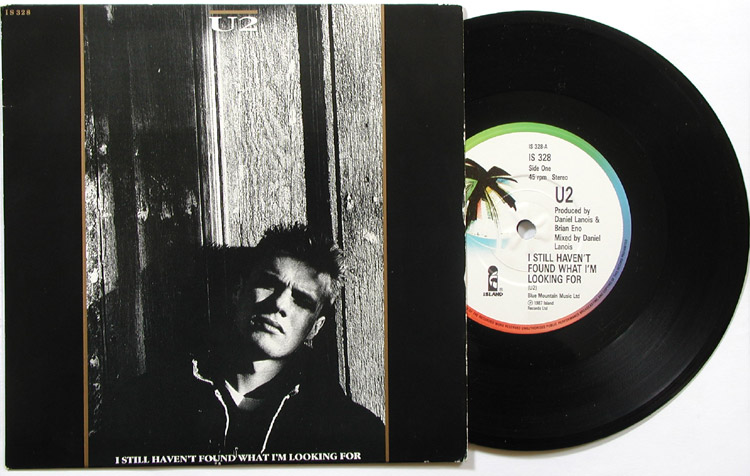 IS 328
U2
I STILL HAVEN'T FOUND WHAT I'M LOOKING FOR
IS 328 A
IS 328
Side One
45 rpm Stereo
U2
Produced by
Daniel Lanois &
Brian Eno
Mixed by Daniel
Lanois
I STILL HAVEN'T
FOUND WHAT I'M
LOOKING FOR
(U2)
Blue Mountain Music Ltd
℗ 1987 Island
Records Ltd
ISLAND